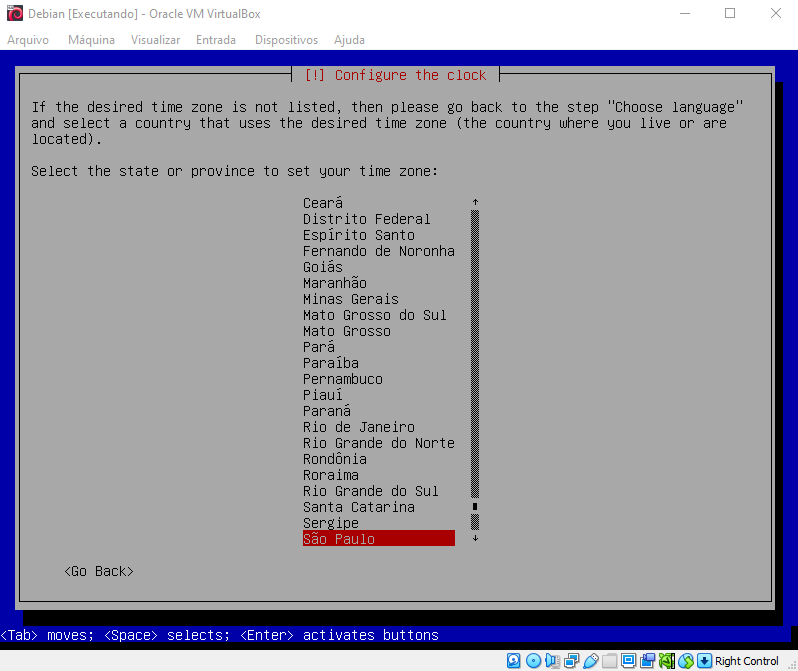 Debian [Executando] - Oracle VM VirtualBox
Arquivo Máquina Visualizar Entrada Dispositivos Ajuda
[!] Configure the clock
If the desired time zone is not listed, then please go back to the step "Choose language"
and select a country that uses the desired time zone (the country where you live or are
located).
Select the state or province to set your time zone:
Ceará
Distrito Federal
Espírito Santo
Fernando de Noronha
Goiás
Maranhão
Minas Gerais
Mato Grosso do Sul
Mato Grosso
Pará
Paraíba
Pernambuco
Piauí
Paraná
Rio de Janeiro
Rio Grande do Norte
Rondônia
Roraima
Rio Grande do Sul
Santa Catarina
Sergipe
São Paulo
<Go Back>
<Tab> moves; <Space> selects; <Enter> activates buttons
Right Control